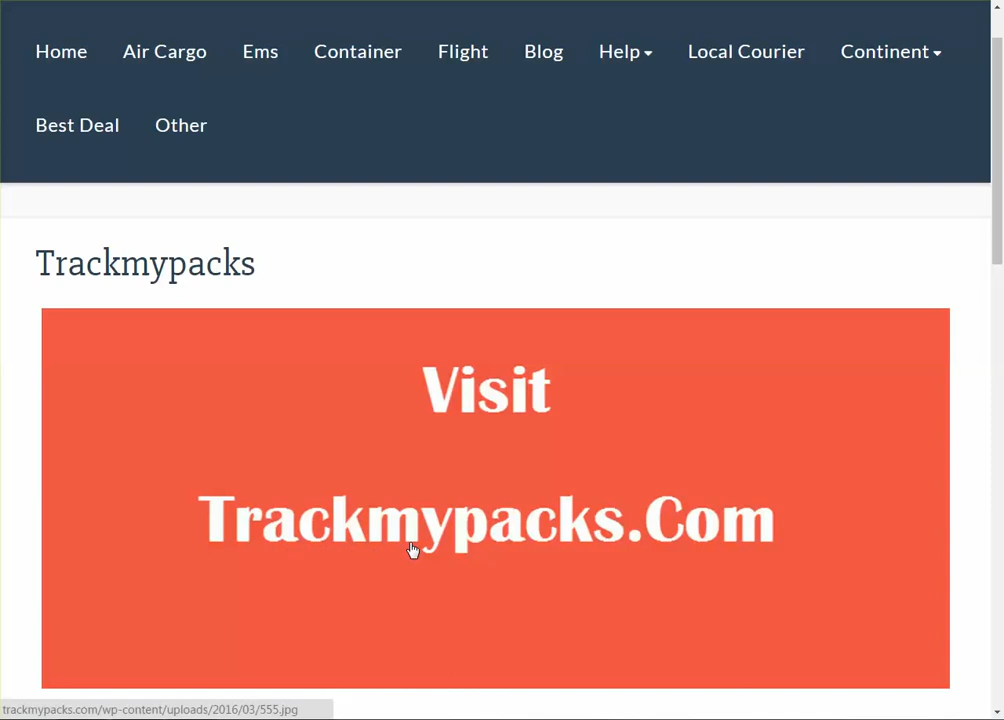 Home Air Cargo Ems Container Flight Blog Help Local Courier Continent
Best Deal Other
Trackmypacks
Visit
Trackmypacks.Com
trackmypacks.com/wp-content/uploads/2016/03/555.jpg